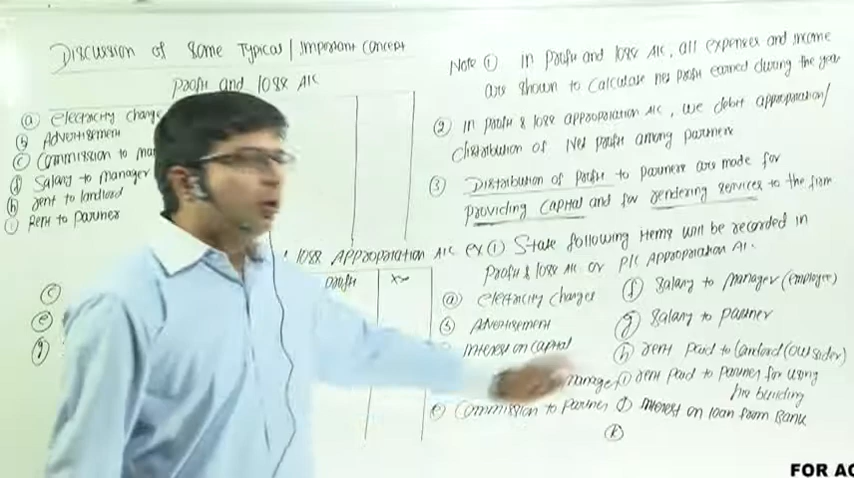 Discussion of Some Typical / Important Concept
Profit and loss A/C
(a) Electricity charge
(b) Advertisement
(c) Commission to ma
(f) Salary to manager
(h) rent to landlord
(i) Rent to partner
loss Appropriation A/C
profit
(c)
(e)
(g)
Note (1) In profit and loss A/C, all expenses and income
are shown to calculate net profit earned during the year
(2) In profit & loss appropriation A/C, we debit appropriation/
distribution of Net profit among partners
(3) Distribution of profit to partners are made for
providing capital and for rendering services to the firm
ex (1) State following items will be recorded in
Profit & loss A/C or P/L Appropriation A/.
(a) electricity charges
(b) Advertisement
interest on capital
manager
(e) Commission to partner
(f) Salary to manager (employee)
(g) Salary to partner
(h) rent paid to landlord (outsider)
(i) rent paid to partner for using
his building
(j) interest on loan from Bank
(k)
FOR AC